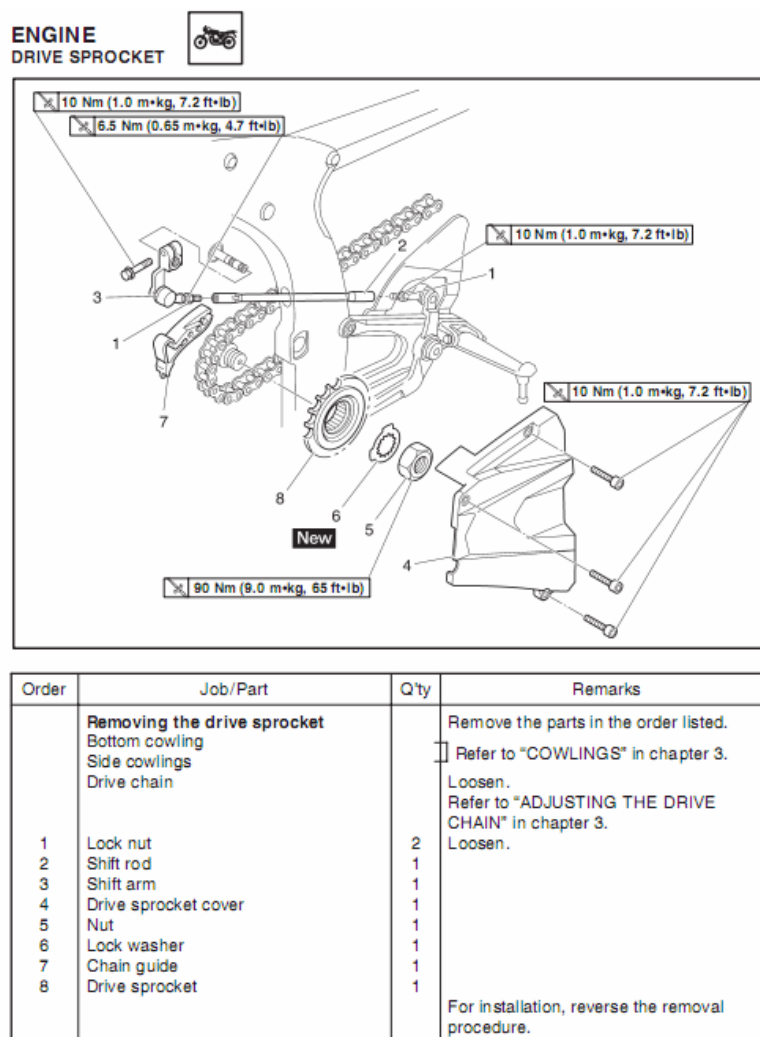 ENGINE
DRIVE SPROCKET
10 Nm (1.0 m•kg, 7.2 ft•lb)
6.5 Nm (0.65 m•kg, 4.7 ft•lb)
10 Nm (1.0 m•kg, 7.2 ft•lb)
2
1
3
1
10 Nm (1.0 m•kg, 7.2 ft•lb)
7
8
6
New
5
4
90 Nm (9.0 m•kg, 65 ft•lb)
Order Job/Part Q'ty Remarks
Removing the drive sprocket Remove the parts in the order listed.
Bottom cowling
Side cowlings Refer to “COWLINGS” in chapter 3.
Drive chain Loosen.
Refer to “ADJUSTING THE DRIVE
CHAIN” in chapter 3.
1 Lock nut 2 Loosen.
2 Shift rod 1
3 Shift arm 1
4 Drive sprocket cover 1
5 Nut 1
6 Lock washer 1
7 Chain guide 1
8 Drive sprocket 1
For installation, reverse the removal
procedure.